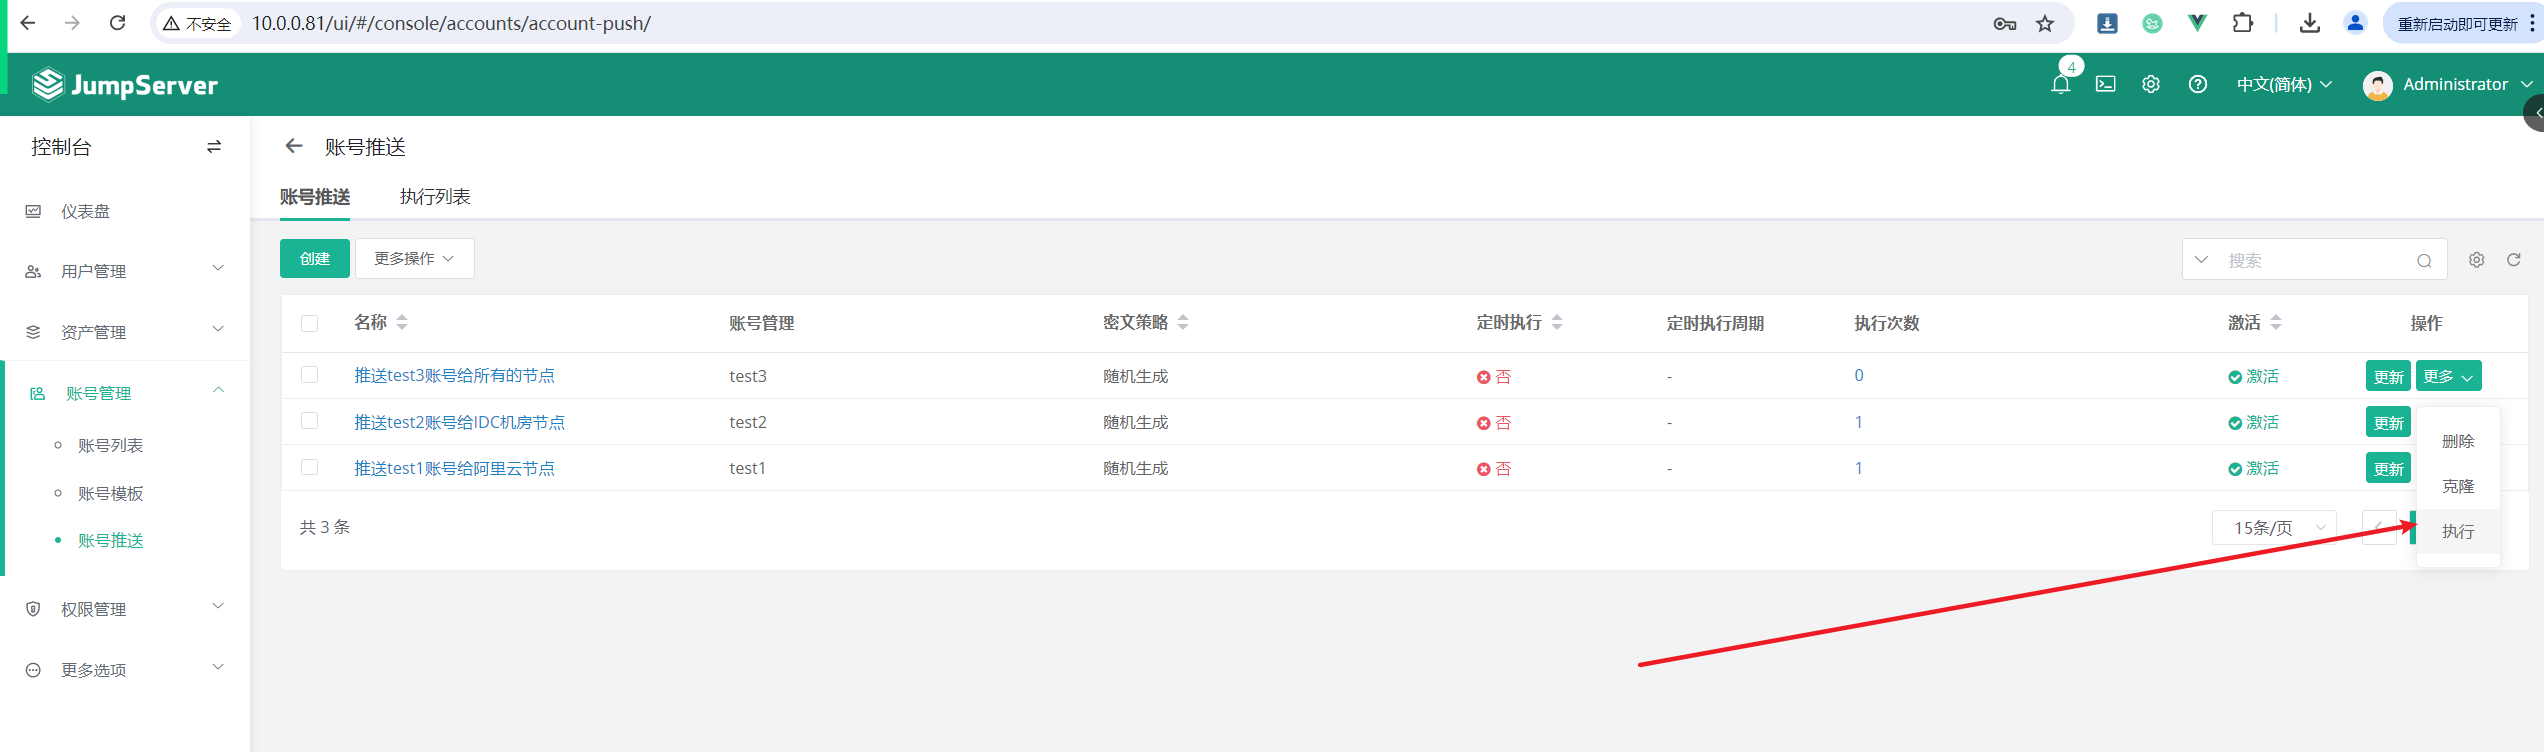 不安全 10.0.0.81/ui/#/console/accounts/account-push/ 重新启动即可更新
JumpServer 4 中文(简体) Administrator
控制台
仪表盘
用户管理
资产管理
账号管理
账号列表
账号模板
账号推送
权限管理
更多选项
账号推送
账号推送 执行列表
创建 更多操作 搜索
名称 账号管理 密文策略 定时执行 定时执行周期 执行次数 激活 操作
推送test3账号给所有的节点 test3 随机生成 否 - 0 激活 更新 更多
推送test2账号给IDC机房节点 test2 随机生成 否 - 1 激活 更新
推送test1账号给阿里云节点 test1 随机生成 否 - 1 激活 更新
共 3 条 15条/页
删除
克隆
执行